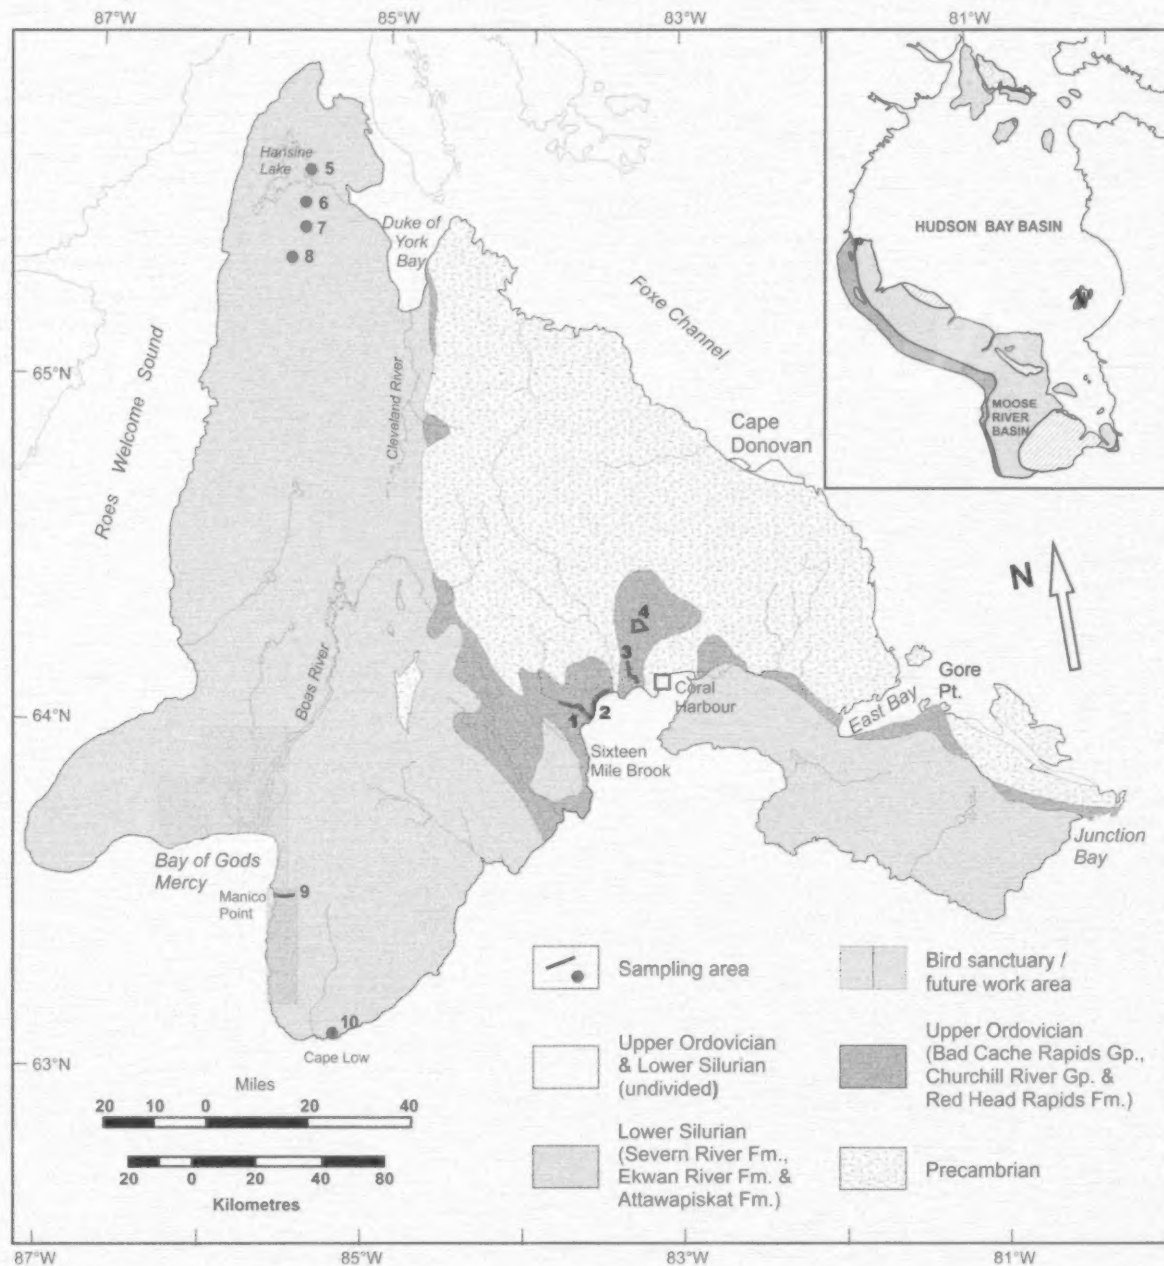 87°W
85°W
83°W
81°W
Hansine
Lake
5
6
7
8
Duke of
York
Bay
Foxe Channel
HUDSON BAY BASIN
MOOSE
RIVER
BASIN
Roes Welcome Sound
65°N
Cleveland River
Cape
Donovan
N
4
3
Boas River
Coral
Harbour
Gore
Pt.
East Bay
64°N
1
2
Sixteen
Mile Brook
Junction
Bay
Bay of Gods
Mercy
Manico
Point
9
10
Cape Low
63°N
Sampling area
Bird sanctuary /
future work area
Upper Ordovician
& Lower Silurian
(undivided)
Upper Ordovician
(Bad Cache Rapids Gp.,
Churchill River Gp. &
Red Head Rapids Fm.)
Lower Silurian
(Severn River Fm.,
Ekwan River Fm. &
Attawapiskat Fm.)
Precambrian
Miles
20 10 0 20 40
20 0 20 40 80
Kilometres
87°W
85°W
83°W
81°W